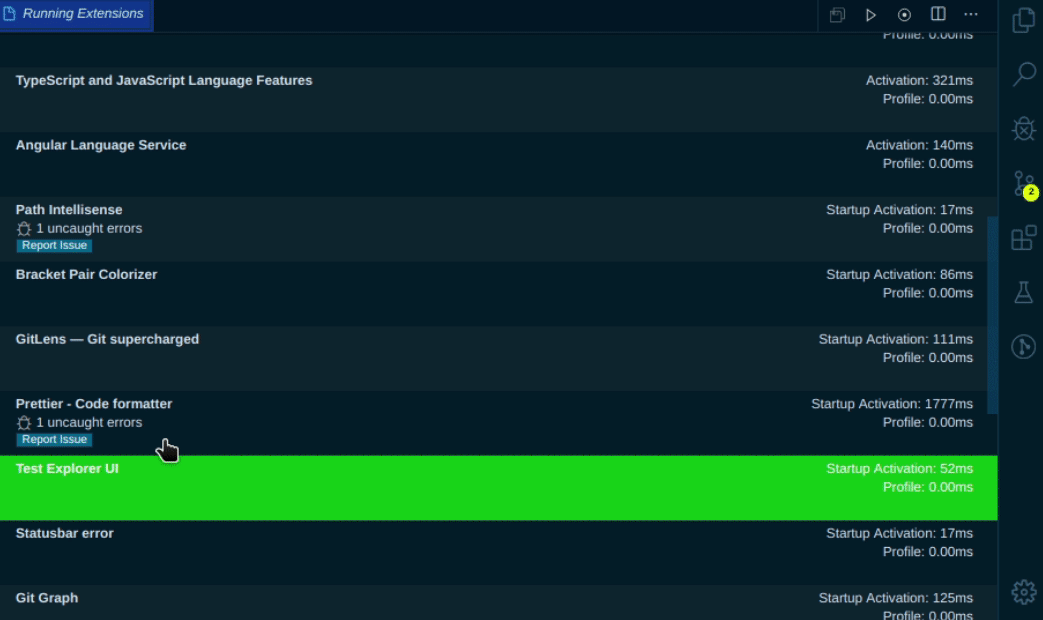 Running Extensions
Profile: 0.00ms
TypeScript and JavaScript Language Features
Activation: 321ms
Profile: 0.00ms
Angular Language Service
Activation: 140ms
Profile: 0.00ms
Path Intellisense
Startup Activation: 17ms
1 uncaught errors
Profile: 0.00ms
Report Issue
2
Bracket Pair Colorizer
Startup Activation: 86ms
Profile: 0.00ms
GitLens — Git supercharged
Startup Activation: 111ms
Profile: 0.00ms
Prettier - Code formatter
Startup Activation: 1777ms
1 uncaught errors
Profile: 0.00ms
Report Issue
Test Explorer UI
Startup Activation: 52ms
Profile: 0.00ms
Statusbar error
Startup Activation: 17ms
Profile: 0.00ms
Git Graph
Startup Activation: 125ms
Profile: 0.00ms